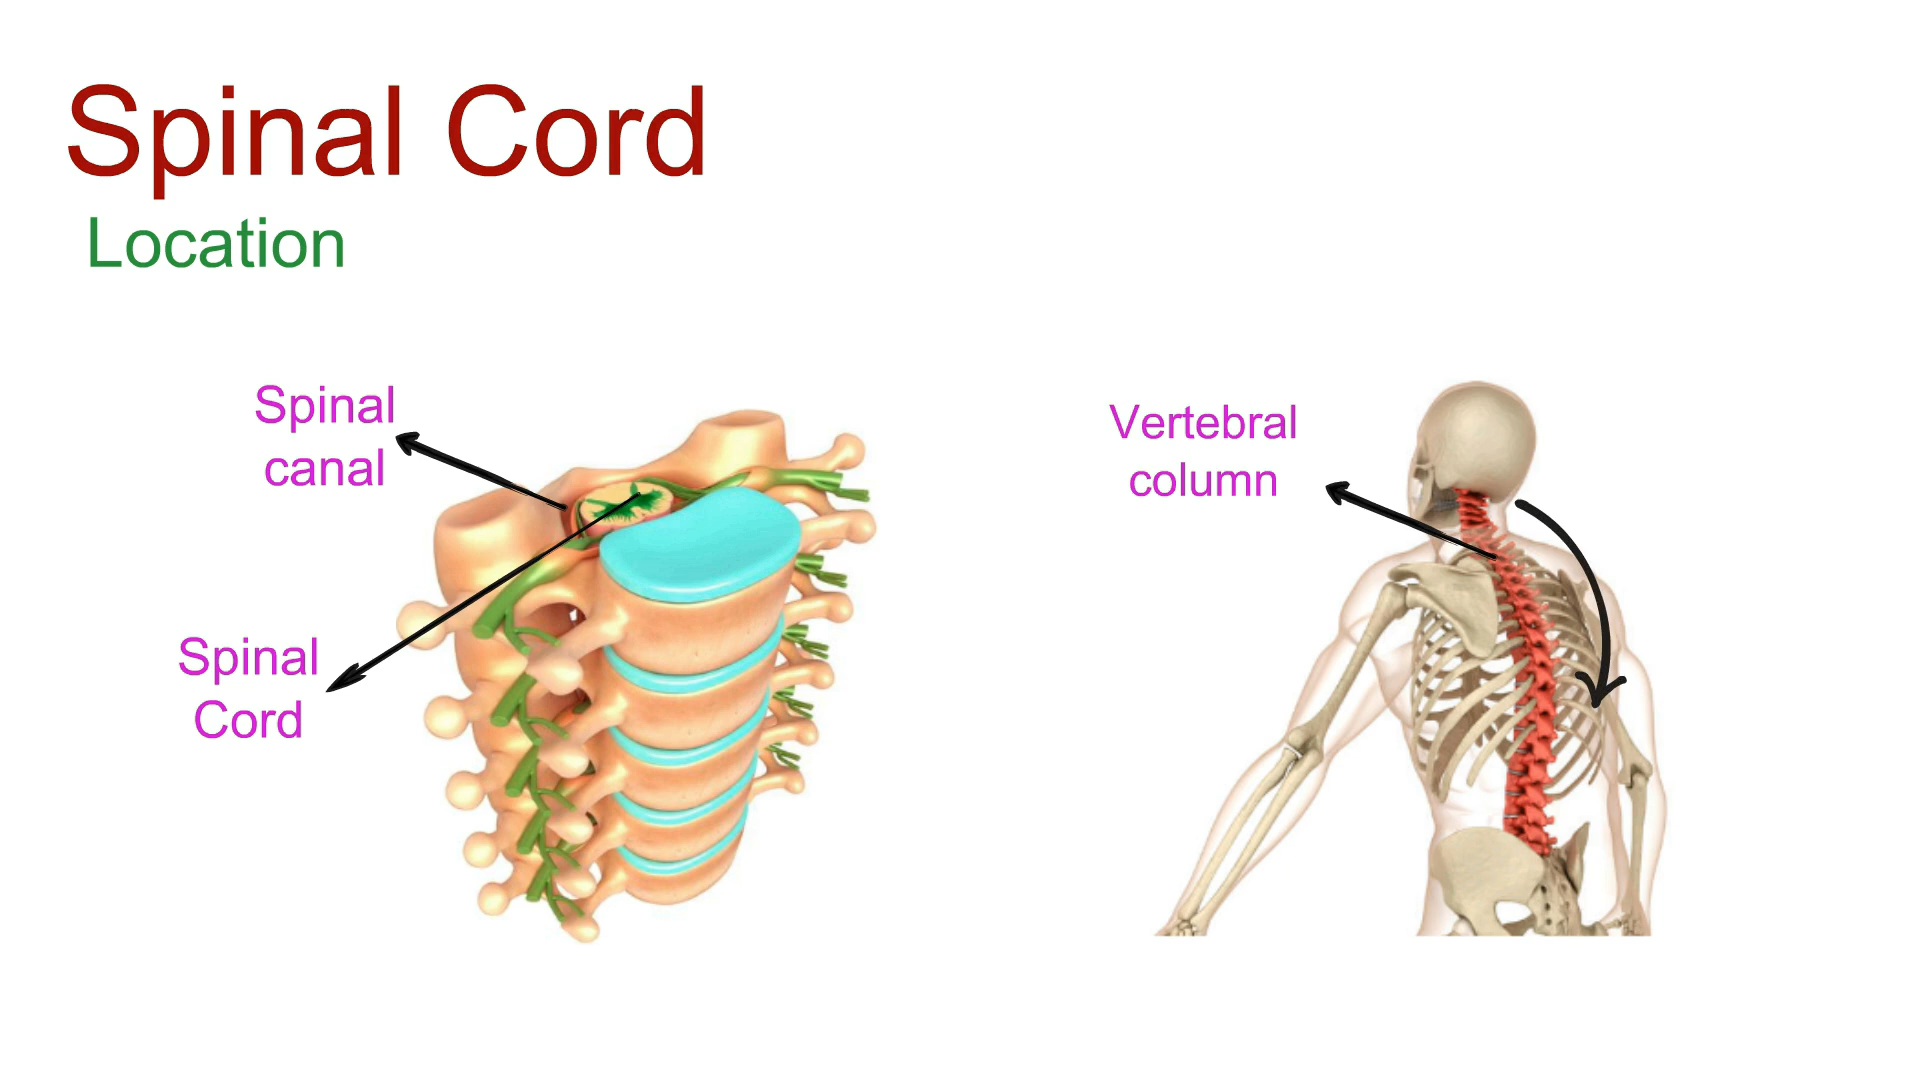 Spinal Cord
Location
Spinal
canal
Spinal
Cord
Vertebral
column